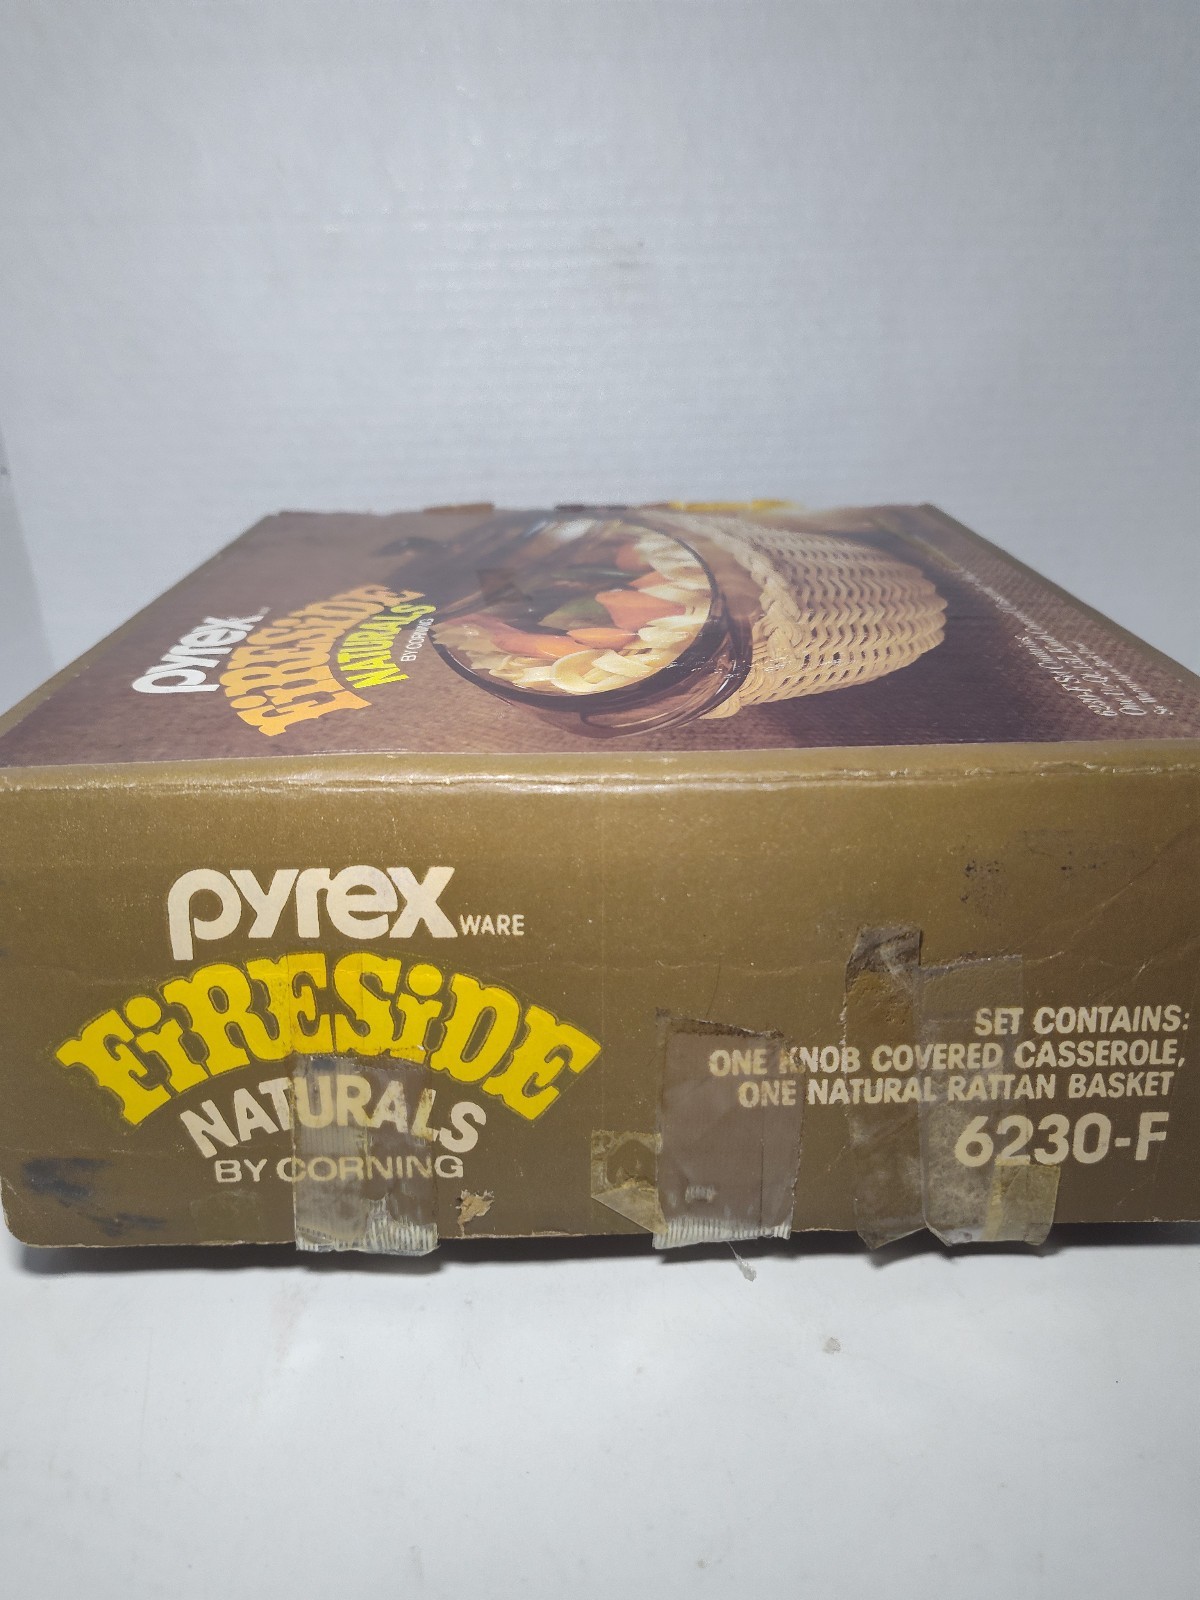 pyrex
FiRESiDE
NATURALS
BY CORNING
pyrex WARE
FiRESiDE
NATURALS
BY CORNING
SET CONTAINS:
ONE KNOB COVERED CASSEROLE,
ONE NATURAL RATTAN BASKET
6230-F